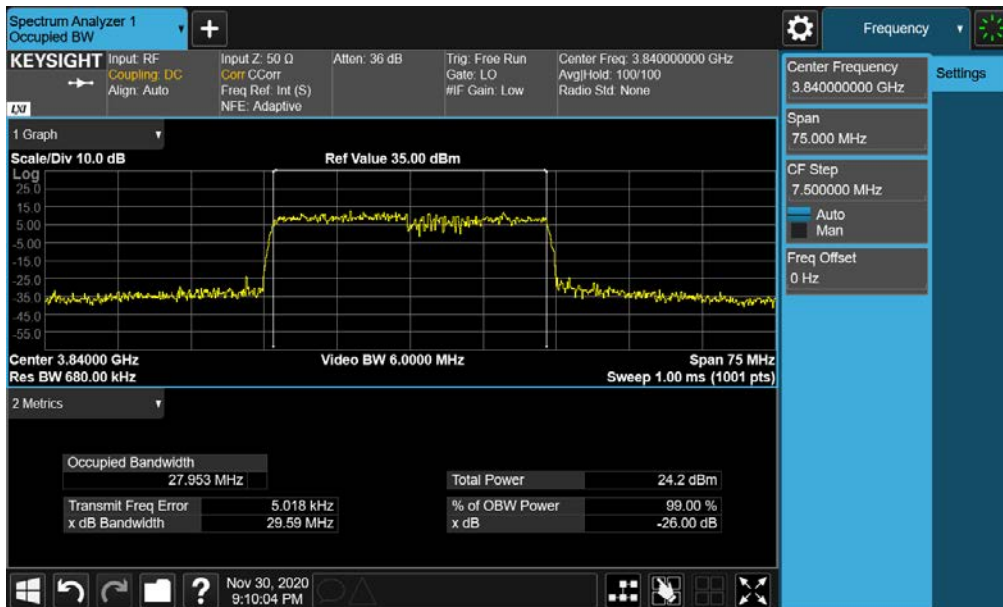 Spectrum Analyzer 1
Occupied BW
+
Frequency
KEYSIGHT
LXI
Input: RF
Coupling: DC
Align: Auto
Input Z: 50 Ω
Corr CCorr
Freq Ref: Int (S)
NFE: Adaptive
Atten: 36 dB
Trig: Free Run
Gate: LO
#IF Gain: Low
Center Freq: 3.840000000 GHz
Avg|Hold: 100/100
Radio Std: None
Center Frequency
3.840000000 GHz
Settings
Span
75.000 MHz
CF Step
7.500000 MHz
Auto
Man
Freq Offset
0 Hz
1 Graph
Scale/Div 10.0 dB
Ref Value 35.00 dBm
Log
25.0
15.0
5.00
-5.00
-15.0
-25.0
-35.0
-45.0
-55.0
Center 3.84000 GHz
Video BW 6.0000 MHz
Span 75 MHz
Res BW 680.00 kHz
Sweep 1.00 ms (1001 pts)
2 Metrics
Occupied Bandwidth
27.953 MHz
Total Power 24.2 dBm
Transmit Freq Error 5.018 kHz
% of OBW Power 99.00 %
x dB Bandwidth 29.59 MHz
x dB -26.00 dB
?
Nov 30, 2020
9:10:04 PM